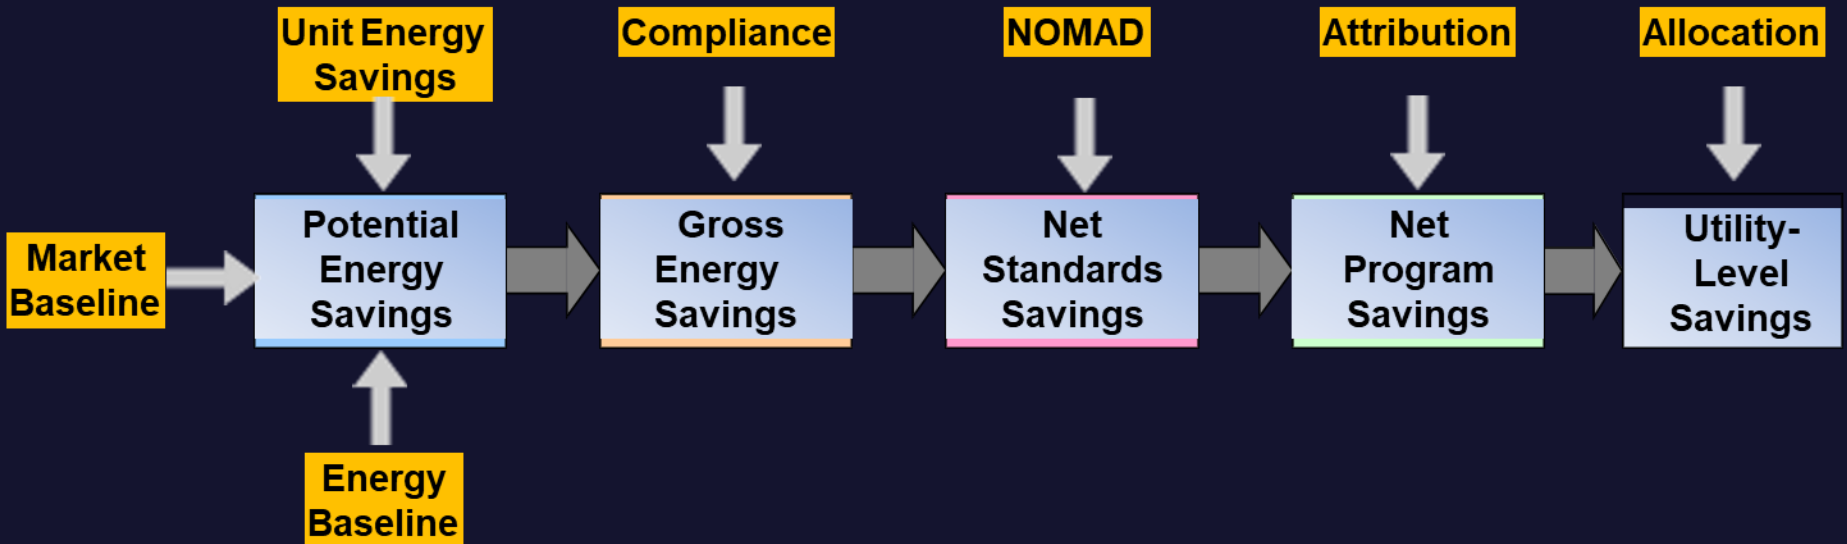 Unit Energy
Savings
Compliance
NOMAD
Attribution
Allocation
Market
Baseline
Potential
Energy
Savings
Gross
Energy
Savings
Net
Standards
Savings
Net
Program
Savings
Utility-
Level
Savings
Energy
Baseline